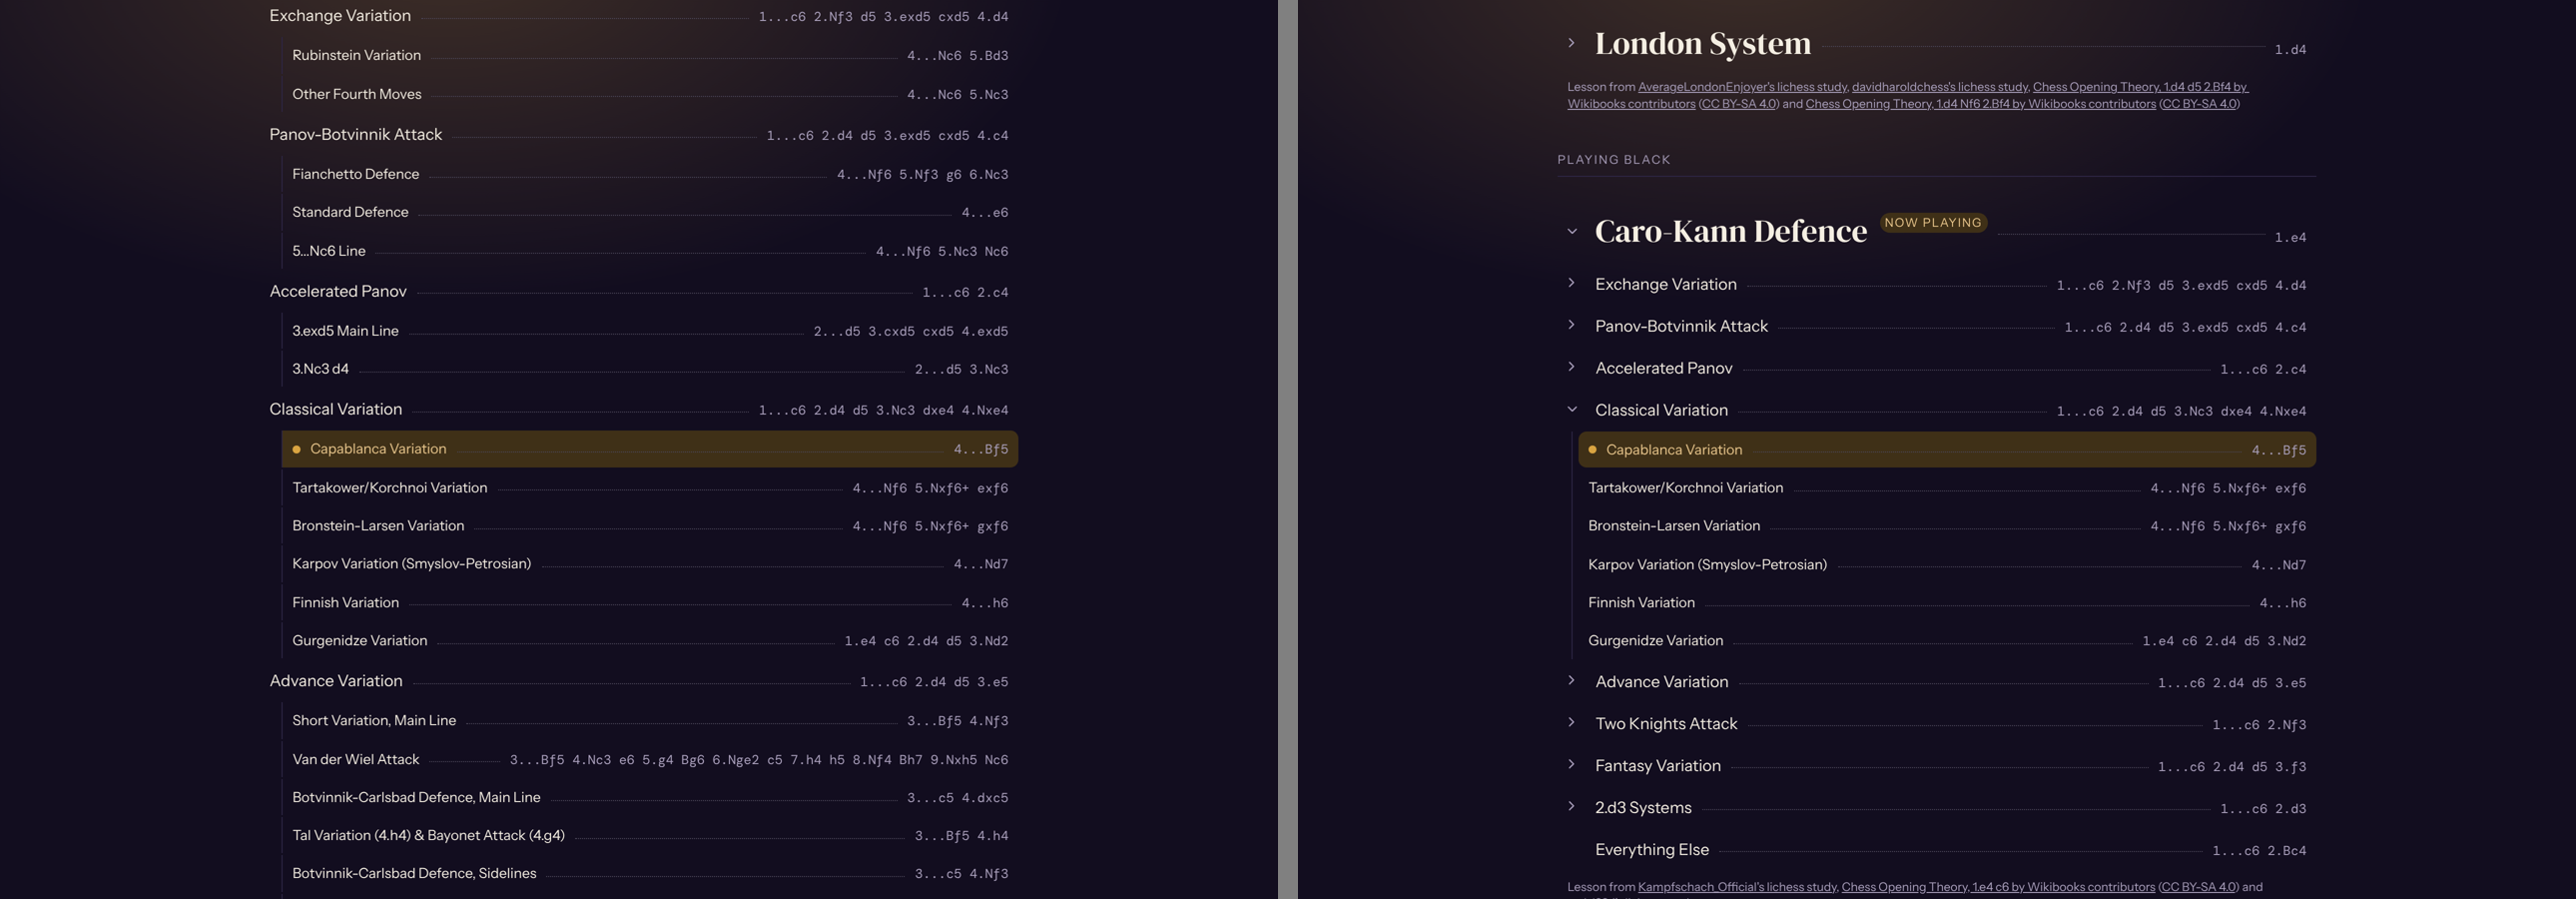 Exchange Variation 1...c6 2.Nf3 d5 3.exd5 cxd5 4.d4
Rubinstein Variation 4...Nc6 5.Bd3
Other Fourth Moves 4...Nc6 5.Nc3
Panov-Botvinnik Attack 1...c6 2.d4 d5 3.exd5 cxd5 4.c4
Fianchetto Defence 4...Nf6 5.Nf3 g6 6.Nc3
Standard Defence 4...e6
5...Nc6 Line 4...Nf6 5.Nc3 Nc6
Accelerated Panov 1...c6 2.c4
3.exd5 Main Line 2...d5 3.cxd5 cxd5 4.exd5
3.Nc3 d4 2...d5 3.Nc3
Classical Variation 1...c6 2.d4 d5 3.Nc3 dxe4 4.Nxe4
Capablanca Variation 4...Bf5
Tartakower/Korchnoi Variation 4...Nf6 5.Nxf6+ exf6
Bronstein-Larsen Variation 4...Nf6 5.Nxf6+ gxf6
Karpov Variation (Smyslov-Petrosian) 4...Nd7
Finnish Variation 4...h6
Gurgenidze Variation 1.e4 c6 2.d4 d5 3.Nd2
Advance Variation 1...c6 2.d4 d5 3.e5
Short Variation, Main Line 3...Bf5 4.Nf3
Van der Wiel Attack 3...Bf5 4.Nc3 e6 5.g4 Bg6 6.Nge2 c5 7.h4 h5 8.Nf4 Bh7 9.Nxh5 Nc6
Botvinnik-Carlsbad Defence, Main Line 3...c5 4.dxc5
Tal Variation (4.h4) & Bayonet Attack (4.g4) 3...Bf5 4.h4
Botvinnik-Carlsbad Defence, Sidelines 3...c5 4.Nf3
London System 1.d4
Lesson from AverageLondonEnjoyer's lichess study, davidharoldchess's lichess study, Chess Opening Theory, 1.d4 d5 2.Bf4 by
Wikibooks contributors (CC BY-SA 4.0) and Chess Opening Theory, 1.d4 Nf6 2.Bf4 by Wikibooks contributors (CC BY-SA 4.0)
PLAYING BLACK
Caro-Kann Defence NOW PLAYING 1.e4
Exchange Variation 1...c6 2.Nf3 d5 3.exd5 cxd5 4.d4
Panov-Botvinnik Attack 1...c6 2.d4 d5 3.exd5 cxd5 4.c4
Accelerated Panov 1...c6 2.c4
Classical Variation 1...c6 2.d4 d5 3.Nc3 dxe4 4.Nxe4
Capablanca Variation 4...Bf5
Tartakower/Korchnoi Variation 4...Nf6 5.Nxf6+ exf6
Bronstein-Larsen Variation 4...Nf6 5.Nxf6+ gxf6
Karpov Variation (Smyslov-Petrosian) 4...Nd7
Finnish Variation 4...h6
Gurgenidze Variation 1.e4 c6 2.d4 d5 3.Nd2
Advance Variation 1...c6 2.d4 d5 3.e5
Two Knights Attack 1...c6 2.Nf3
Fantasy Variation 1...c6 2.d4 d5 3.f3
2.d3 Systems 1...c6 2.d3
Everything Else 1...c6 2.Bc4
Lesson from Kampfschach_Official's lichess study, Chess Opening Theory, 1.e4 c6 by Wikibooks contributors (CC BY-SA 4.0) and